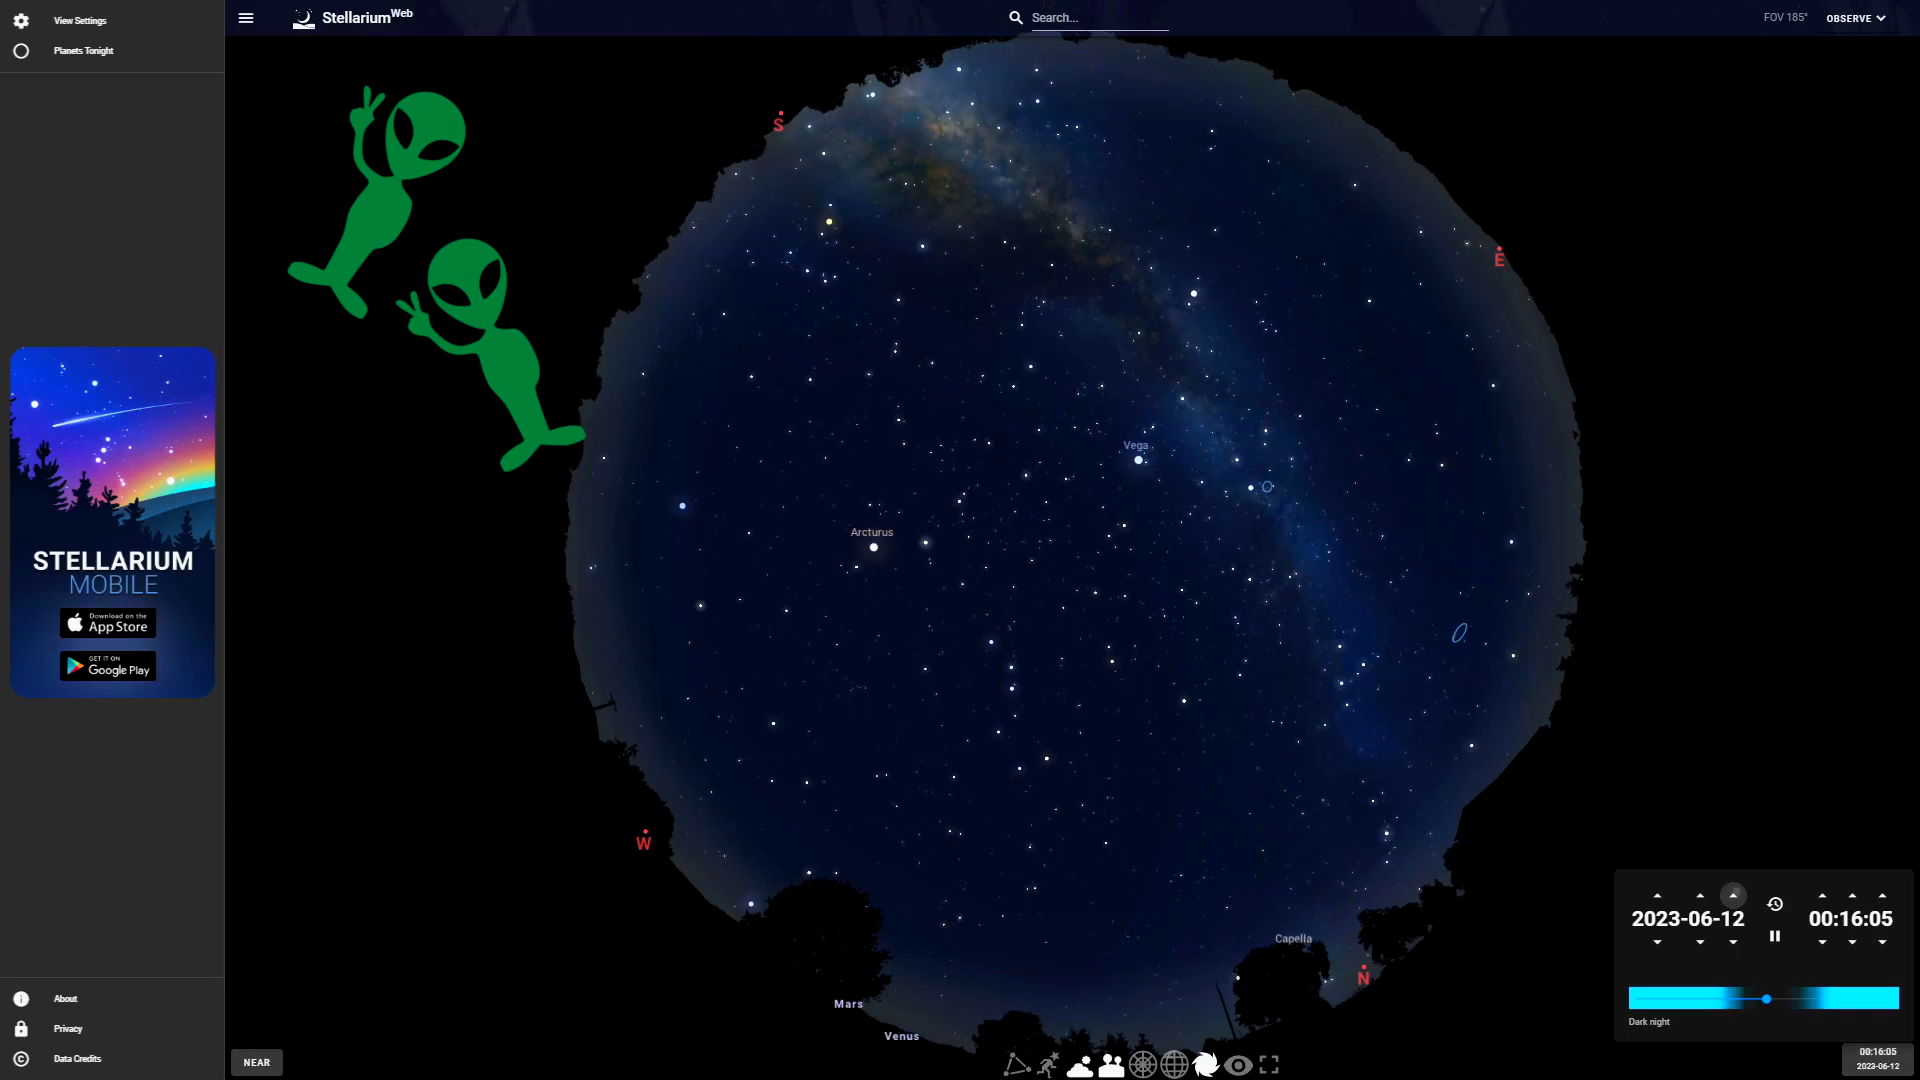 View Settings
Planets Tonight
StellariumWeb
Search...
FOV 185°
OBSERVE
S
E
Vega
Arcturus
STELLARIUM
MOBILE
Download on the
App Store
GET IT ON
Google Play
W
Capella
N
Mars
Venus
2023-06-12
00:16:05
Dark night
About
Privacy
Data Credits
NEAR
00:16:05
2023-06-12